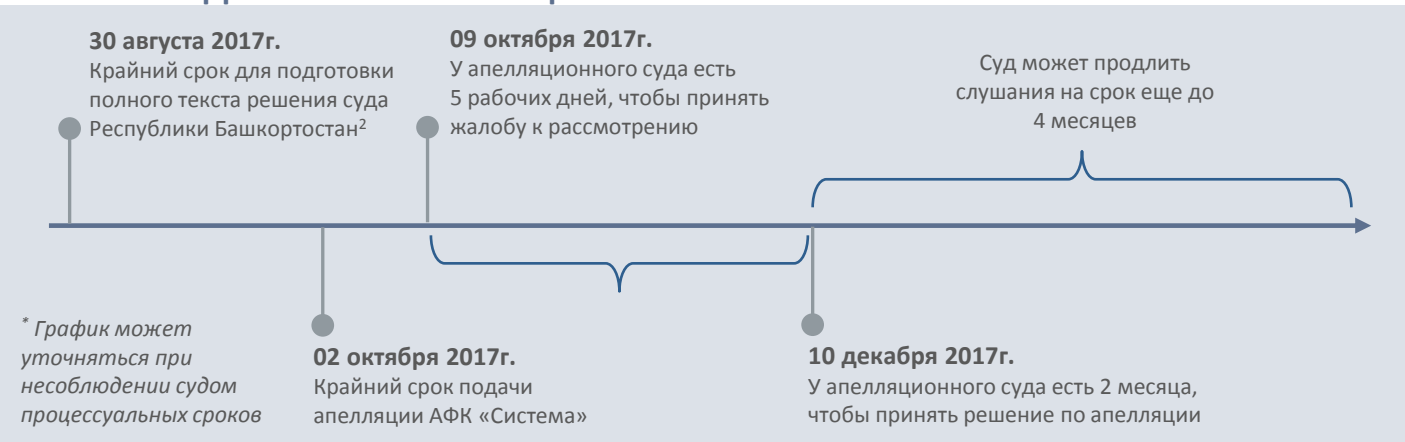 30 августа 2017г.
Крайний срок для подготовки
полного текста решения суда
Республики Башкортостан²
09 октября 2017г.
У апелляционного суда есть
5 рабочих дней, чтобы принять
жалобу к рассмотрению
Суд может продлить
слушания на срок еще до
4 месяцев
* График может
уточняться при
несоблюдении судом
процессуальных сроков
02 октября 2017г.
Крайний срок подачи
апелляции АФК «Система»
10 декабря 2017г.
У апелляционного суда есть 2 месяца,
чтобы принять решение по апелляции